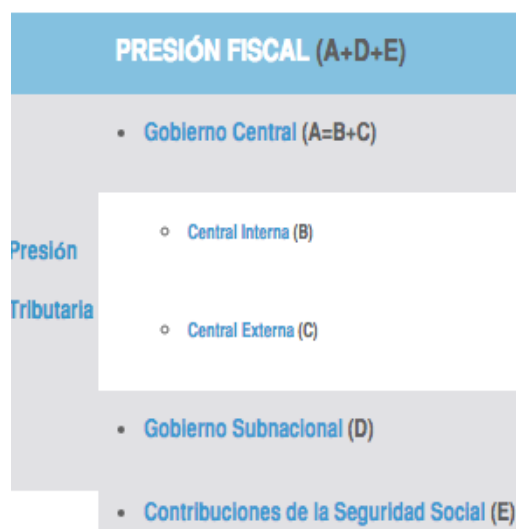 PRESIÓN FISCAL (A+D+E)
• Gobierno Central (A=B+C)
Presión
Tributaria
○ Central Interna (B)
○ Central Externa (C)
• Gobierno Subnacional (D)
• Contribuciones de la Seguridad Social (E)